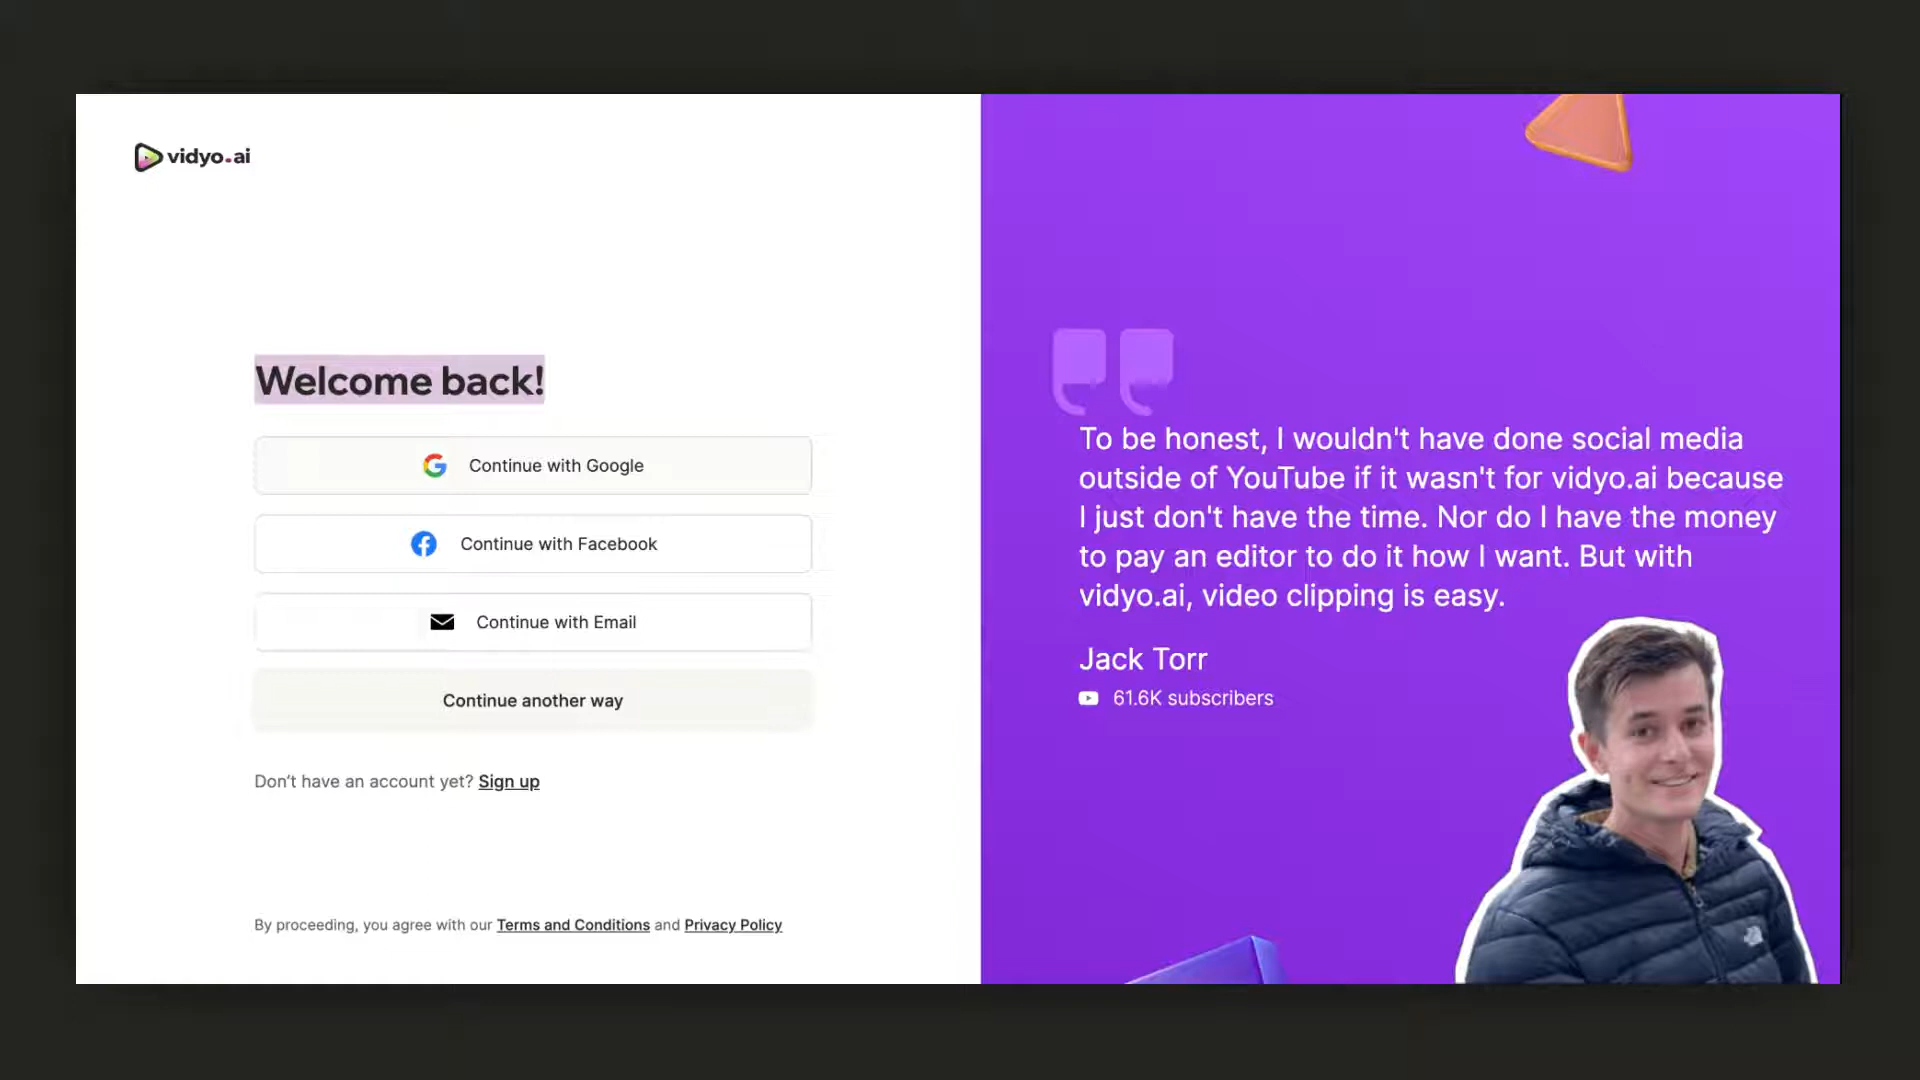 vidyo.ai
Welcome back!
Continue with Google
Continue with Facebook
Continue with Email
Continue another way
Don’t have an account yet? Sign up
By proceeding, you agree with our Terms and Conditions and Privacy Policy
To be honest, I wouldn't have done social media
outside of YouTube if it wasn't for vidyo.ai because
I just don't have the time. Nor do I have the money
to pay an editor to do it how I want. But with
vidyo.ai, video clipping is easy.
Jack Torr
61.6K subscribers